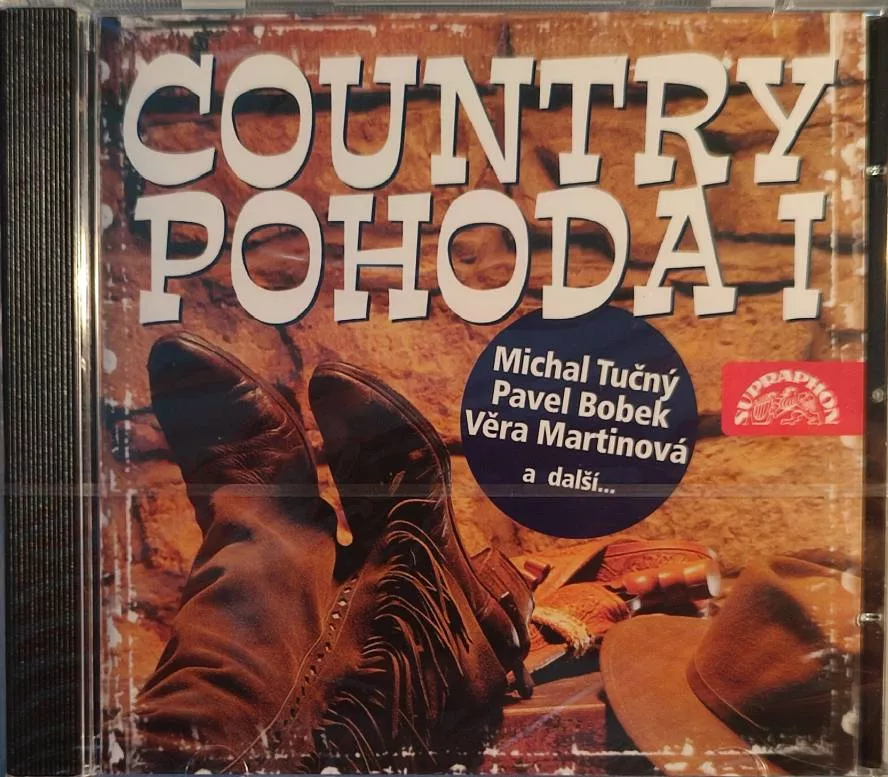 COUNTRY
POHODA I
Michal Tučný
Pavel Bobek
Věra Martinová
a další...
SUPRAPHON